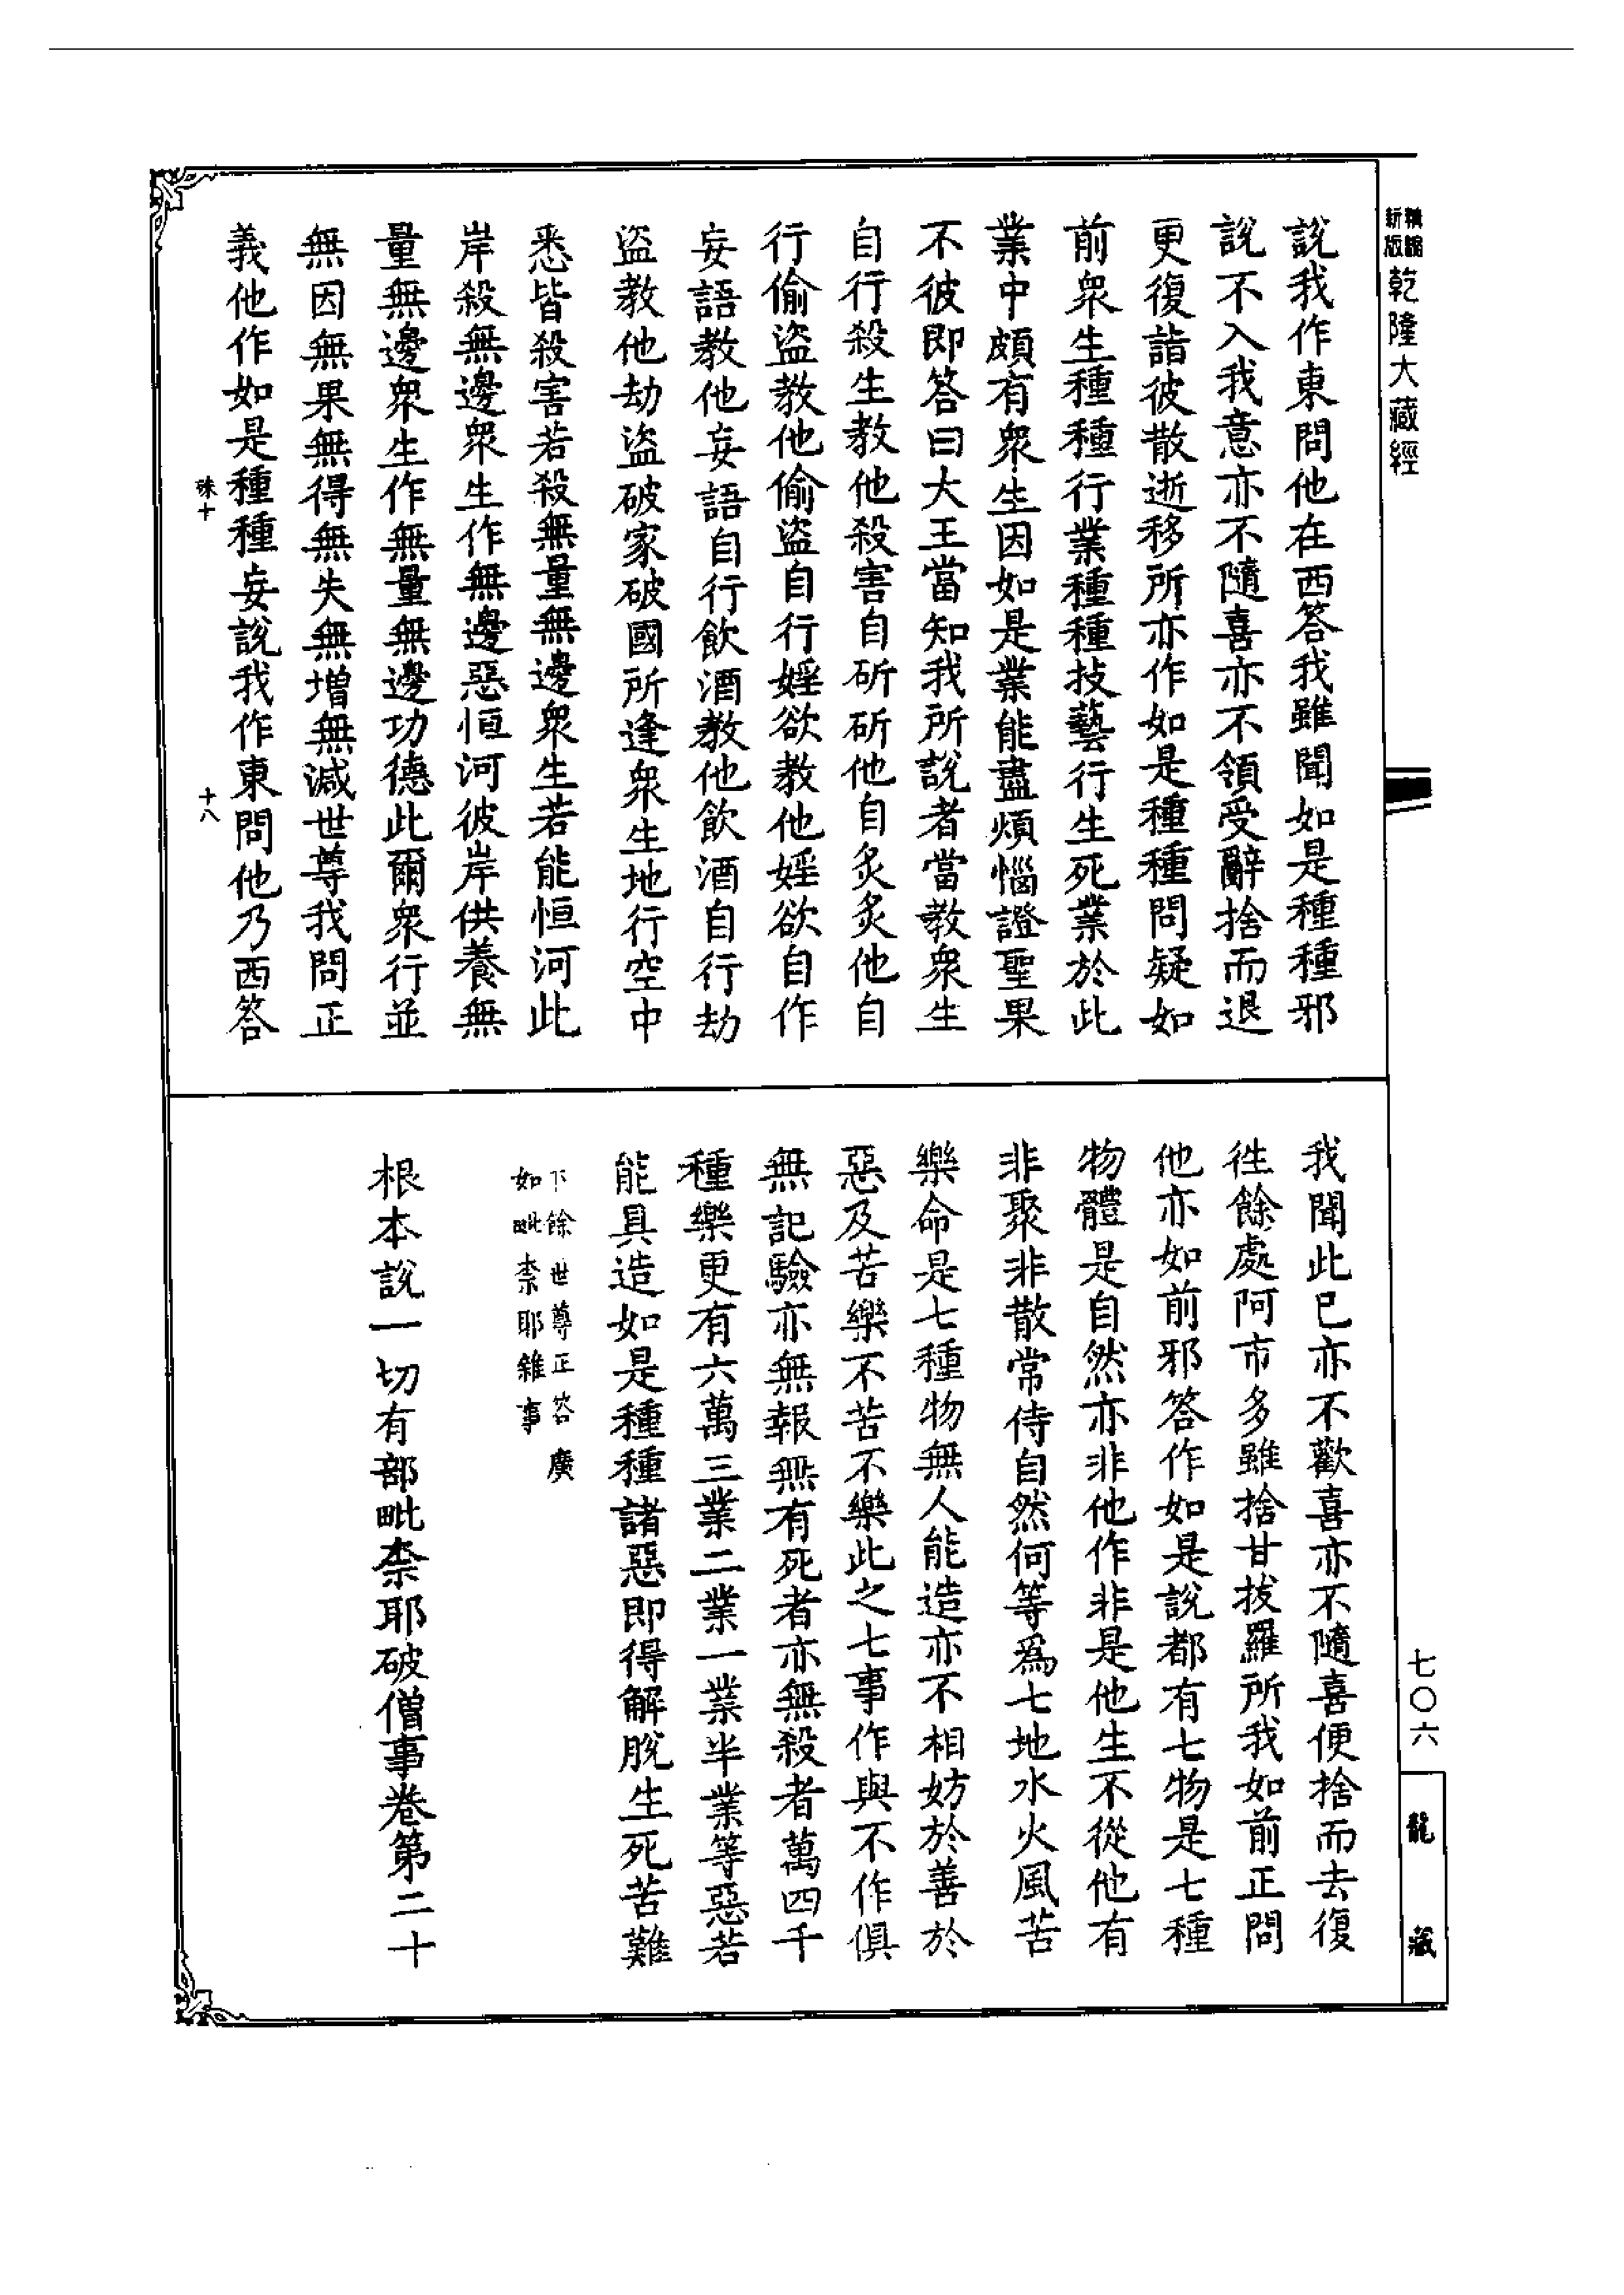 精編
新版
乾隆大藏經
說我作東問他在西答我雖聞如是種種邪
說不入我意亦不隨喜亦不領受辭捨而退
更復詣彼散逝移所亦作如是種種問疑如
前眾生種種行業種種技藝行生死業於此
業中頗有眾生因如是業能盡煩惱證聖果
不彼即答曰大王當知我所說者當教眾生
自行殺生教他殺害自斫斫他自炙炙他自
行偷盜教他偷盜自行婬欲教他婬欲自作
妄語教他妄語自行飲酒教他飲酒自行劫
盜教他劫盜破家破國所逢眾生地行空中
悉皆殺害若殺無量無邊眾生若能恒河此
岸殺無邊眾生作無邊惡恒河彼岸供養無
量無邊眾生作無量無邊功德此爾眾行並
無因無果無得無失無增無減世尊我問正
義他作如是種種妄說我作東問他乃西答
殊十
十八
我聞此已亦不歡喜亦不隨喜便捨而去復
往餘處阿市多雖捨甘拔羅所我如前正問
他亦如前邪答作如是說都有七物是七種
物體是自然亦非他作非是他生不從他有
非聚非散常侍自然何等為七地水火風苦
樂命是七種物無人能造亦不相妨於善於
惡及苦樂不苦不樂此之七事作與不作俱
無記驗亦無報無有死者亦無殺者萬四千
種樂更有六萬三業二業一業半業等惡若
能具造如是種種諸惡即得解脫生死苦難
下餘世尊正答廣
如毗柰耶雜事
根本說一切有部毗柰耶破僧事卷第二十
七〇六
龍藏